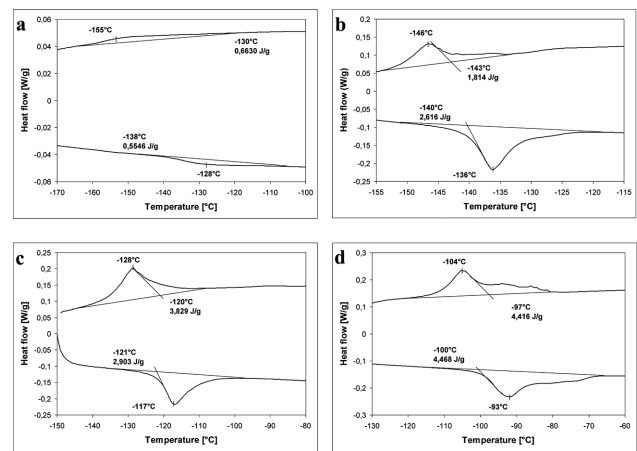 a
0,06
0,04
0,02
0
-0,02
-0,04
-0,06
Heat flow [W/g]
-155°C
-130°C
0,6630 J/g
-138°C
0,5546 J/g
-128°C
-170 -150 -140 -130 -120 -110 -100
Temperature [°C]
b
0,2
0,15
0,1
0,05
0
-0,05
-0,1
-0,15
-0,2
-0,25
Heat flow (W/g)
-146°C
-143°C
1,814 J/g
-140°C
2,616 J/g
-136°C
-155 -150 -145 -140 -135 -130 -125 -120 -115
Temperature [°C]
c
0,25
0,2
0,15
0,1
0,05
0
-0,05
-0,1
-0,15
-0,2
-0,25
Heat flow [W/g]
-128°C
-120°C
3,829 J/g
-121°C
2,903 J/g
-117°C
-150 -140 -130 -120 -110 -100 -90 -80
Temperature [°C]
d
0,3
0,2
0,1
0
-0,1
-0,2
-0,3
Heat flow [W/g]
-104°C
-97°C
4,416 J/g
-100°C
4,468 J/g
-93°C
-130 -120 -110 -100 -90 -80 -70 -60
Temperature [°C]